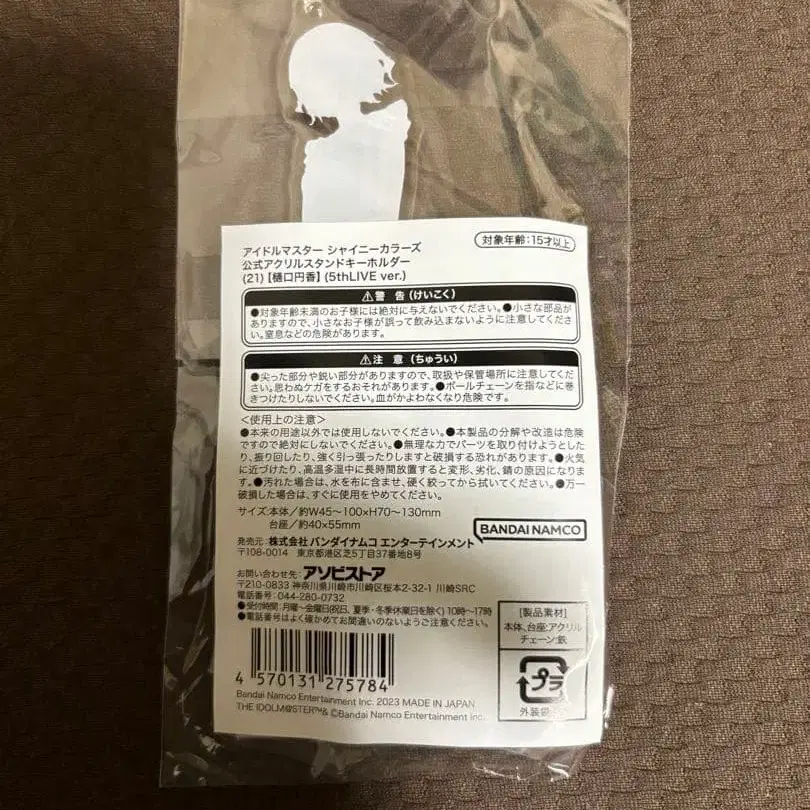 アイドルマスター シャイニーカラーズ
公式アクリルスタンドキーホルダー
(21)【樋口円香】(5thLIVE ver.)
対象年齢:15才以上
⚠警 告(けいこく)
●対象年齢未満のお子様には絶対に与えないでください。●小さな部品が
ありますので、小さなお子様が誤って飲み込まないように注意してくださ
い。窒息などの危険があります。
⚠注 意(ちゅうい)
●尖った部分や鋭い部分がありますので、取扱や保管場所に注意してくだ
さい。思わぬケガをするおそれがあります。●ボールチェーンを指などに巻
きつけたりしないでください。血がかよわなくなり危険です。
<使用上の注意>
●本来の用途以外では使用しないでください。●本製品の分解や改造は危険
ですので絶対にしないでください。●無理な力でパーツを取り付けようとした
り、振り回したり、強く引っ張ったりしますと破損する恐れがあります。●火気
に近づけたり、高温多湿中に長時間放置すると変形、劣化、錆の原因になりま
す。●汚れた場合は、水を布に含ませ、硬く絞ってから拭いてください。●万一
破損した場合は、すぐに使用をやめてください。
サイズ:本体/約W45~100×H70~130mm
台座/約40×55mm
BANDAI NAMCO
発売元:株式会社 バンダイナムコ エンターテインメント
〒108-0014 東京都港区芝5丁目37番地8号
お問い合わせ先:アソビストア
〒210-0833 神奈川県川崎市川崎区桜本2-32-1 川崎SRC
電話番号:044-280-0732
●受付時間:月曜~金曜日(祝日、夏季・冬季休業日を除く)10時~17時
●電話番号はよく確かめてお間違いのないようご注意ください。
[製品素材]
本体、台座:アクリル
チェーン:鉄
プラ
外装袋
4 570131 275784
Bandai Namco Entertainment Inc. 2023 MADE IN JAPAN
THE IDOLM@STER™& ©Bandai Namco Entertainment Inc.